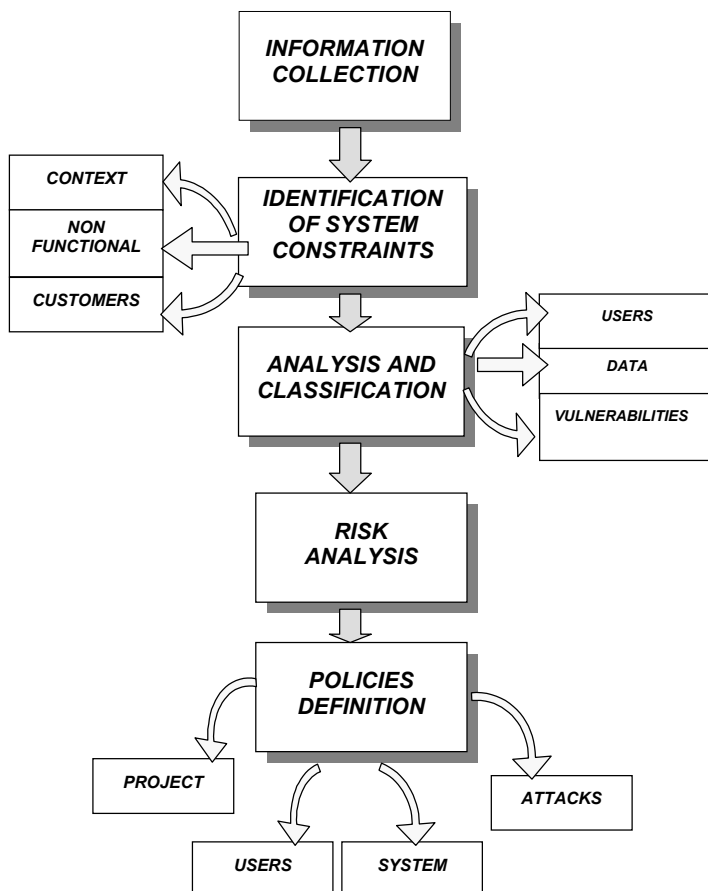 INFORMATION
COLLECTION
CONTEXT
NON
FUNCTIONAL
CUSTOMERS
IDENTIFICATION
OF SYSTEM
CONSTRAINTS
ANALYSIS AND
CLASSIFICATION
USERS
DATA
VULNERABILITIES
RISK
ANALYSIS
POLICIES
DEFINITION
PROJECT
USERS
SYSTEM
ATTACKS